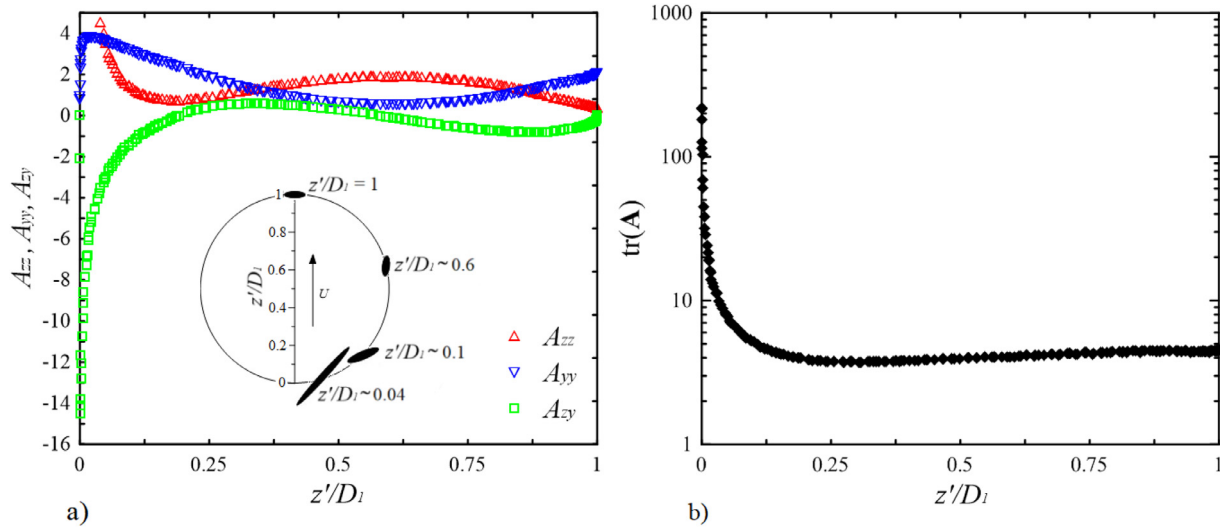 4
2
0
-2
-4
-6
-8
-10
-12
-14
-16
0
0.25
0.5
0.75
1
Azz , Ayy, Azy
z'/D1
a)
z'/D1 = 1
z'/D1 ~ 0.6
z'/D1 ~ 0.1
z'/D1 ~ 0.04
1
0.8
0.6
0.4
0.2
0
z'/D1
U
Azz
Ayy
Azy
1000
100
10
1
0
0.25
0.5
0.75
1
tr(A)
z'/D1
b)